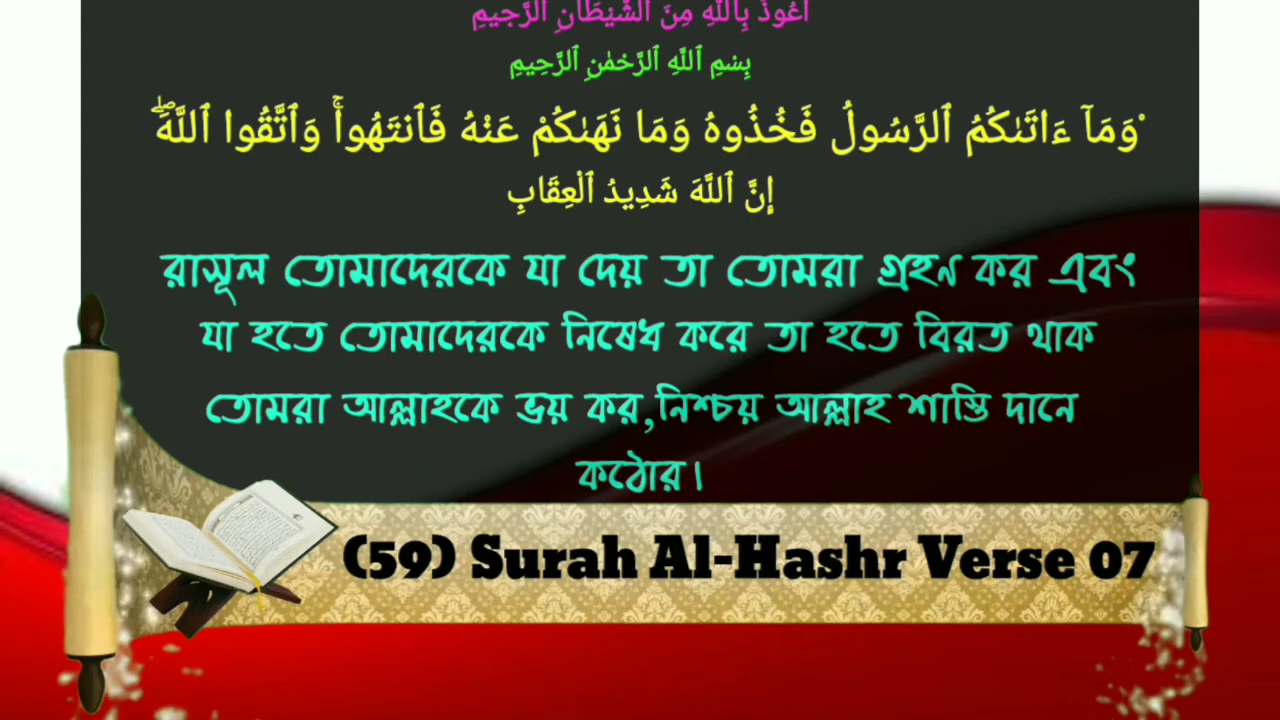 أَعُوذُ بِاللَّهِ مِنَ الشَّيْطَانِ الرَّجِيمِ
بِسْمِ ٱللَّهِ ٱلرَّحْمَٰنِ ٱلرَّحِيمِ
وَمَآ ءَاتَىٰكُمُ ٱلرَّسُولُ فَخُذُوهُ وَمَا نَهَىٰكُمْ عَنْهُ فَٱنتَهُوا۟ۚ وَٱتَّقُوا ٱللَّهَۖ
إِنَّ ٱللَّهَ شَدِيدُ ٱلْعِقَابِ
রাসূল তোমাদেরকে যা দেয় তা তোমরা গ্রহণ কর এবং
যা হতে তোমাদেরকে নিষেধ করে তা হতে বিরত থাক
তোমরা আল্লাহকে ভয় কর,নিশ্চয় আল্লাহ শাস্তি দানে
কঠোর।
(59) Surah Al-Hashr Verse 07